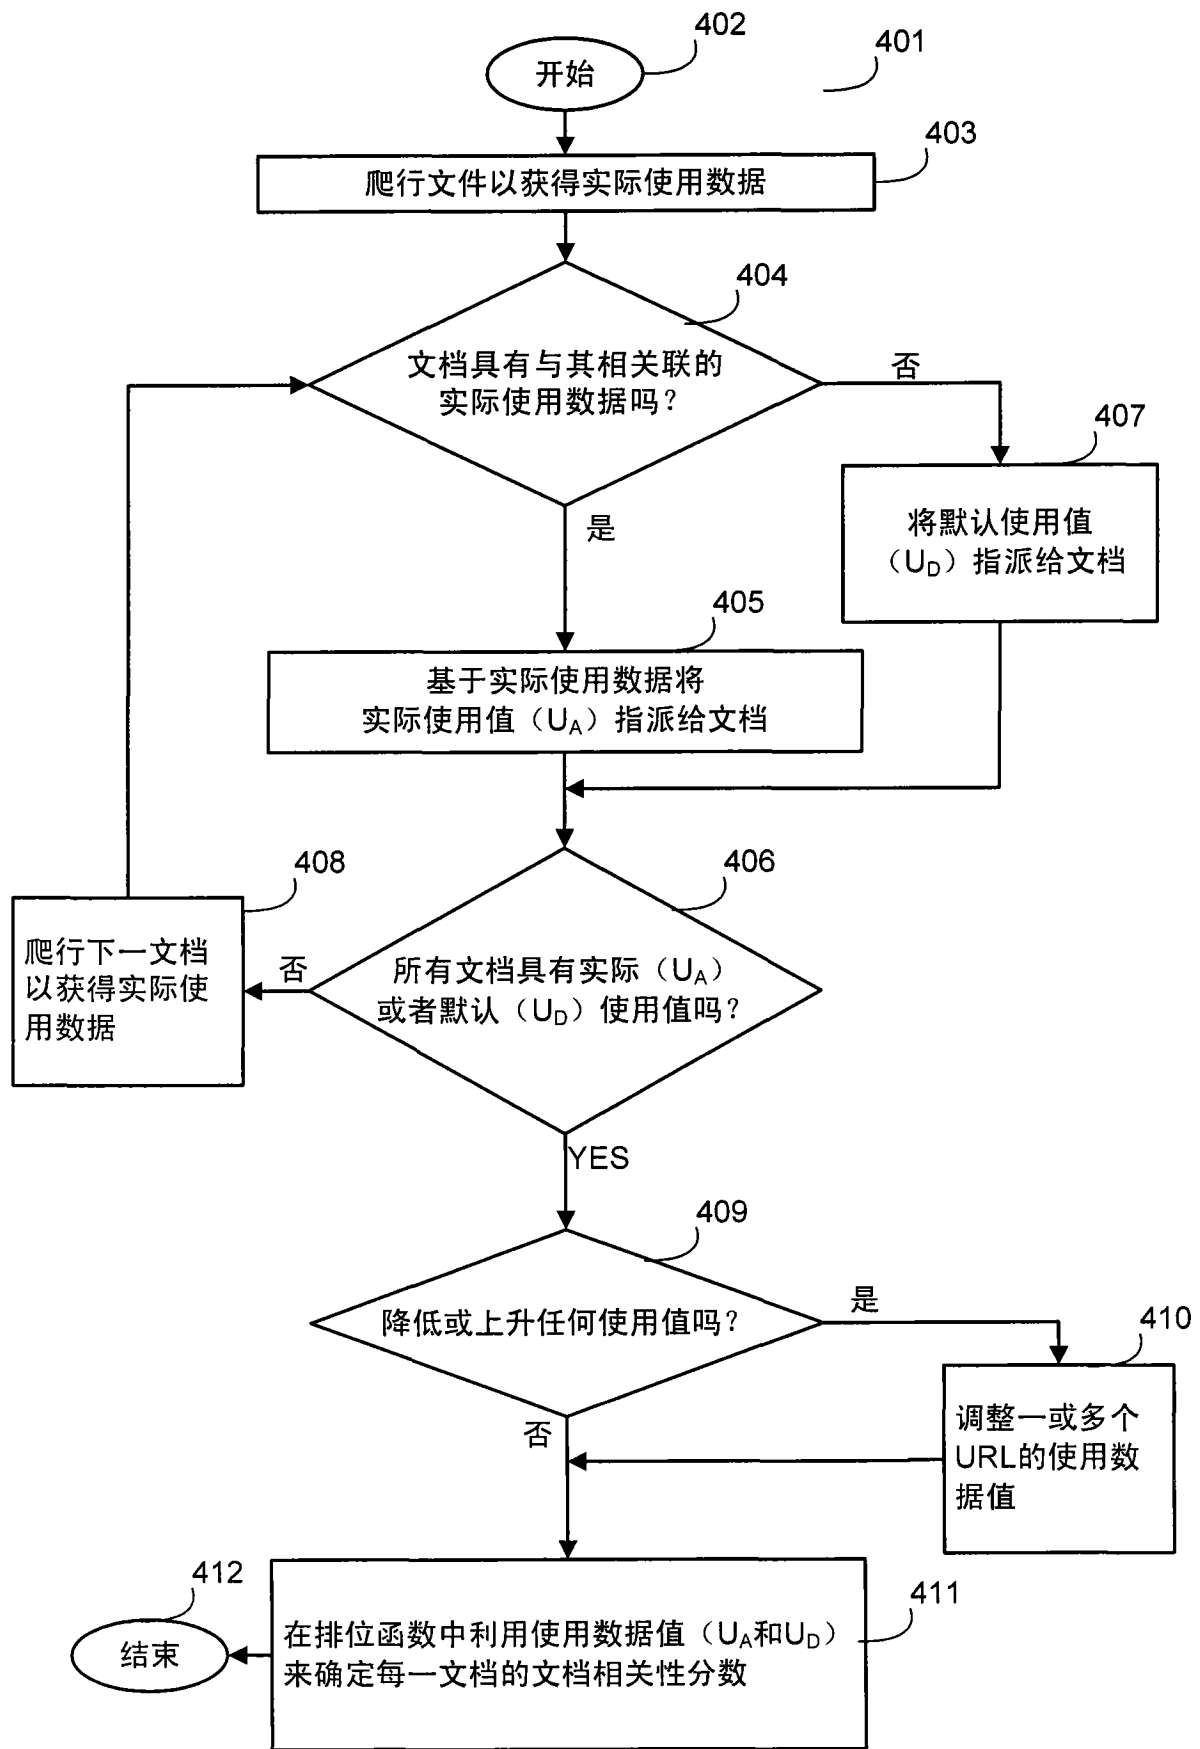 402
401
开始
403
爬行文件以获得实际使用数据
404
文档具有与其相关联的
实际使用数据吗？
否
407
将默认使用值
（UD）指派给文档
是
405
基于实际使用数据将
实际使用值（UA）指派给文档
408
爬行下一文档
以获得实际使
用数据
否
406
所有文档具有实际（UA）
或者默认（UD）使用值吗？
YES
409
降低或上升任何使用值吗？
是
410
调整一或多个
URL的使用数
据值
否
412
结束
411
在排位函数中利用使用数据值（UA和UD）
来确定每一文档的文档相关性分数